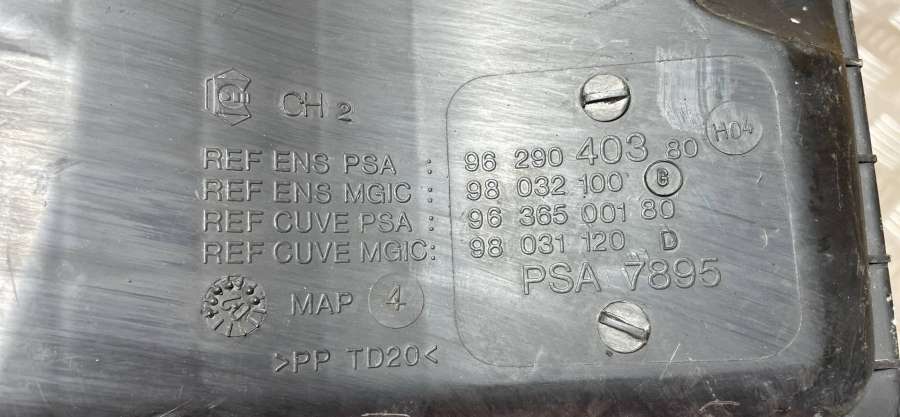 CH 2
REF ENS PSA : 96 290 403 80 H04
REF ENS MGIC : 98 032 100 G
REF CUVE PSA : 96 365 001 80
REF CUVE MGIC: 98 031 120 D
PSA 7895
MAP 4
>PP TD20<